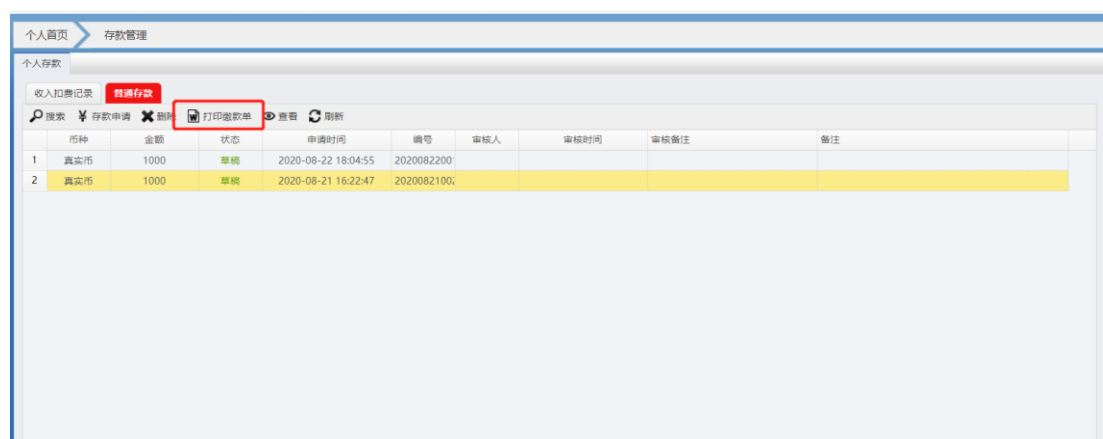 个人首页 存款管理
个人存款
收入扣费记录 普通存款
搜索 存款申请 删除 打印缴款单 查看 刷新
币种 金额 状态 申请时间 编号 审核人 审核时间 审核备注 备注
1 真实币 1000 草稿 2020-08-22 18:04:55 2020082200
2 真实币 1000 草稿 2020-08-21 16:22:47 2020082100